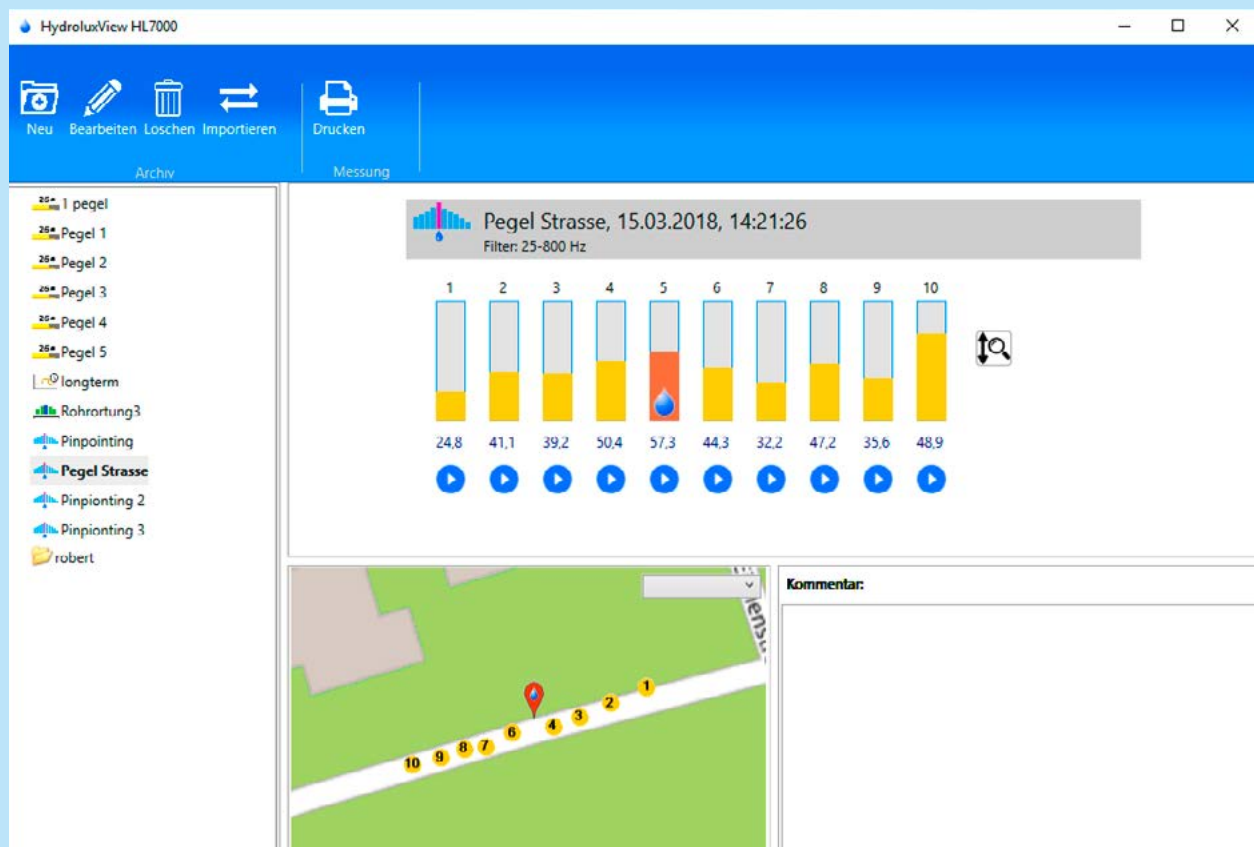 HydroluxView HL7000
Neu Bearbeiten Loschen Importieren Drucken
Archiv Messung
1 pegel
Pegel 1
Pegel 2
Pegel 3
Pegel 4
Pegel 5
longterm
Rohrortung3
Pinpointing
Pegel Strasse
Pinpionting 2
Pinpionting 3
robert
Pegel Strasse, 15.03.2018, 14:21:26
Filter: 25-800 Hz
1 2 3 4 5 6 7 8 9 10
24,8 41,1 39,2 50,4 57,3 44,3 32,2 47,2 35,6 48,9
10 9 8 7 6 4 3 2 1
Kommentar: